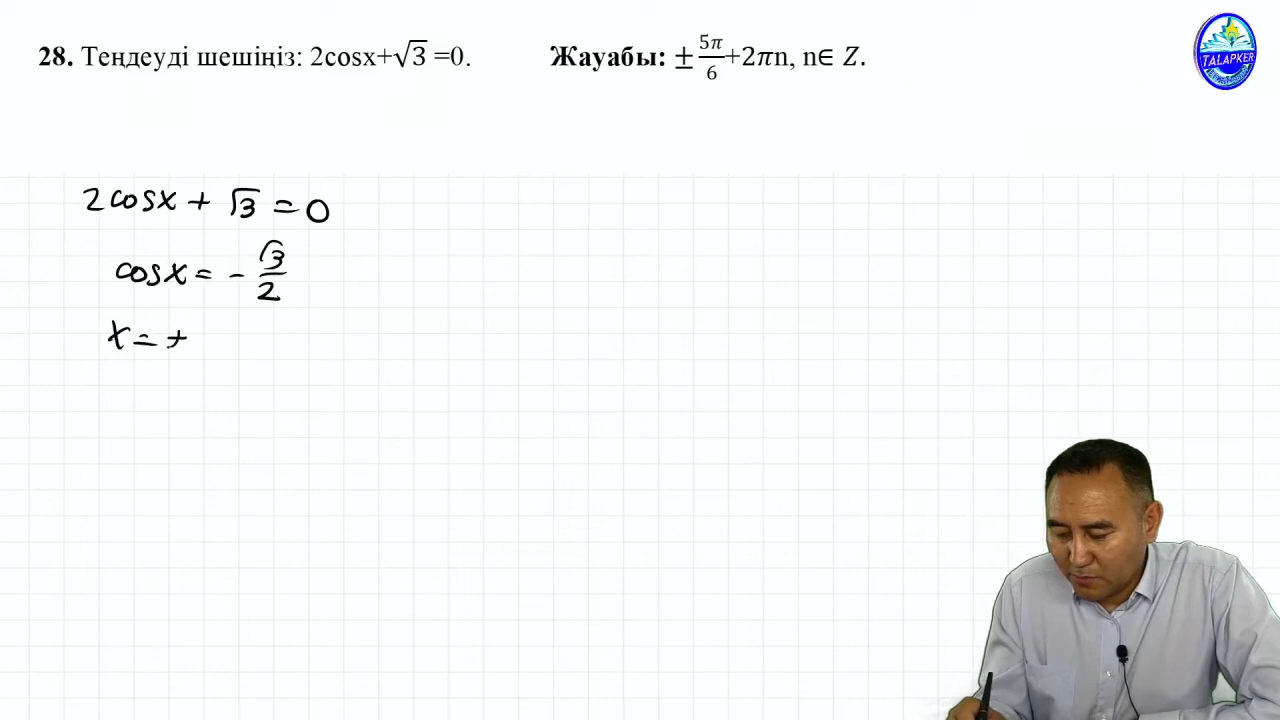 28. Теңдеуді шешіңіз: 2cosx+√3 =0. Жауабы: ±5π/6+2πn, n∈ Z.
TALAPKER
2cosx + √3 = 0
cosx = - √3/2
x = +